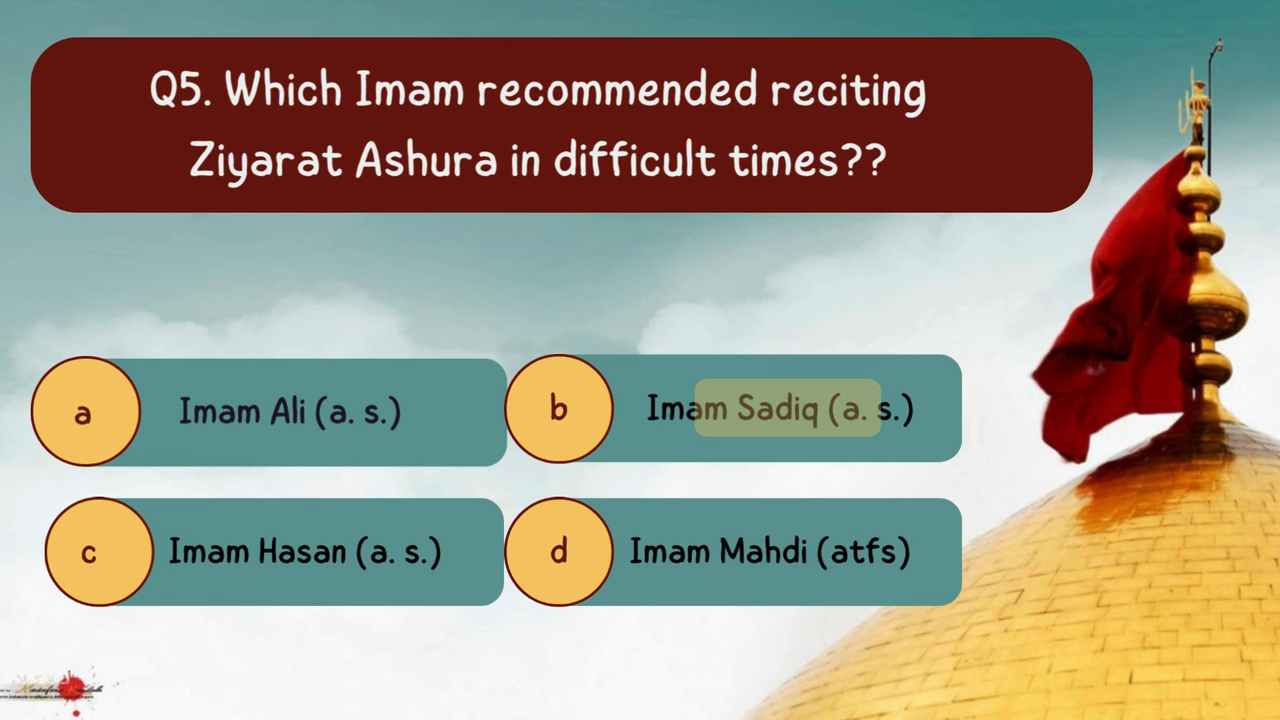 Q5. Which Imam recommended reciting
Ziyarat Ashura in difficult times??
a
Imam Ali (a. s.)
b
Imam Sadiq (a. s.)
c
Imam Hasan (a. s.)
d
Imam Mahdi (atfs)